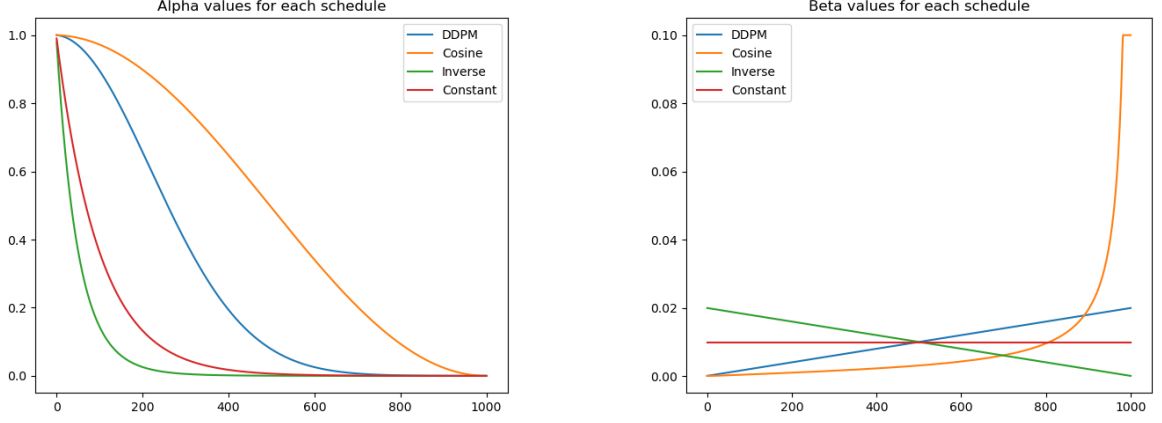 Alpha values for each schedule
1.0
0.8
0.6
0.4
0.2
0.0
0
200
400
600
800
1000
DDPM
Cosine
Inverse
Constant
Beta values for each schedule
0.10
0.08
0.06
0.04
0.02
0.00
0
200
400
600
800
1000
DDPM
Cosine
Inverse
Constant